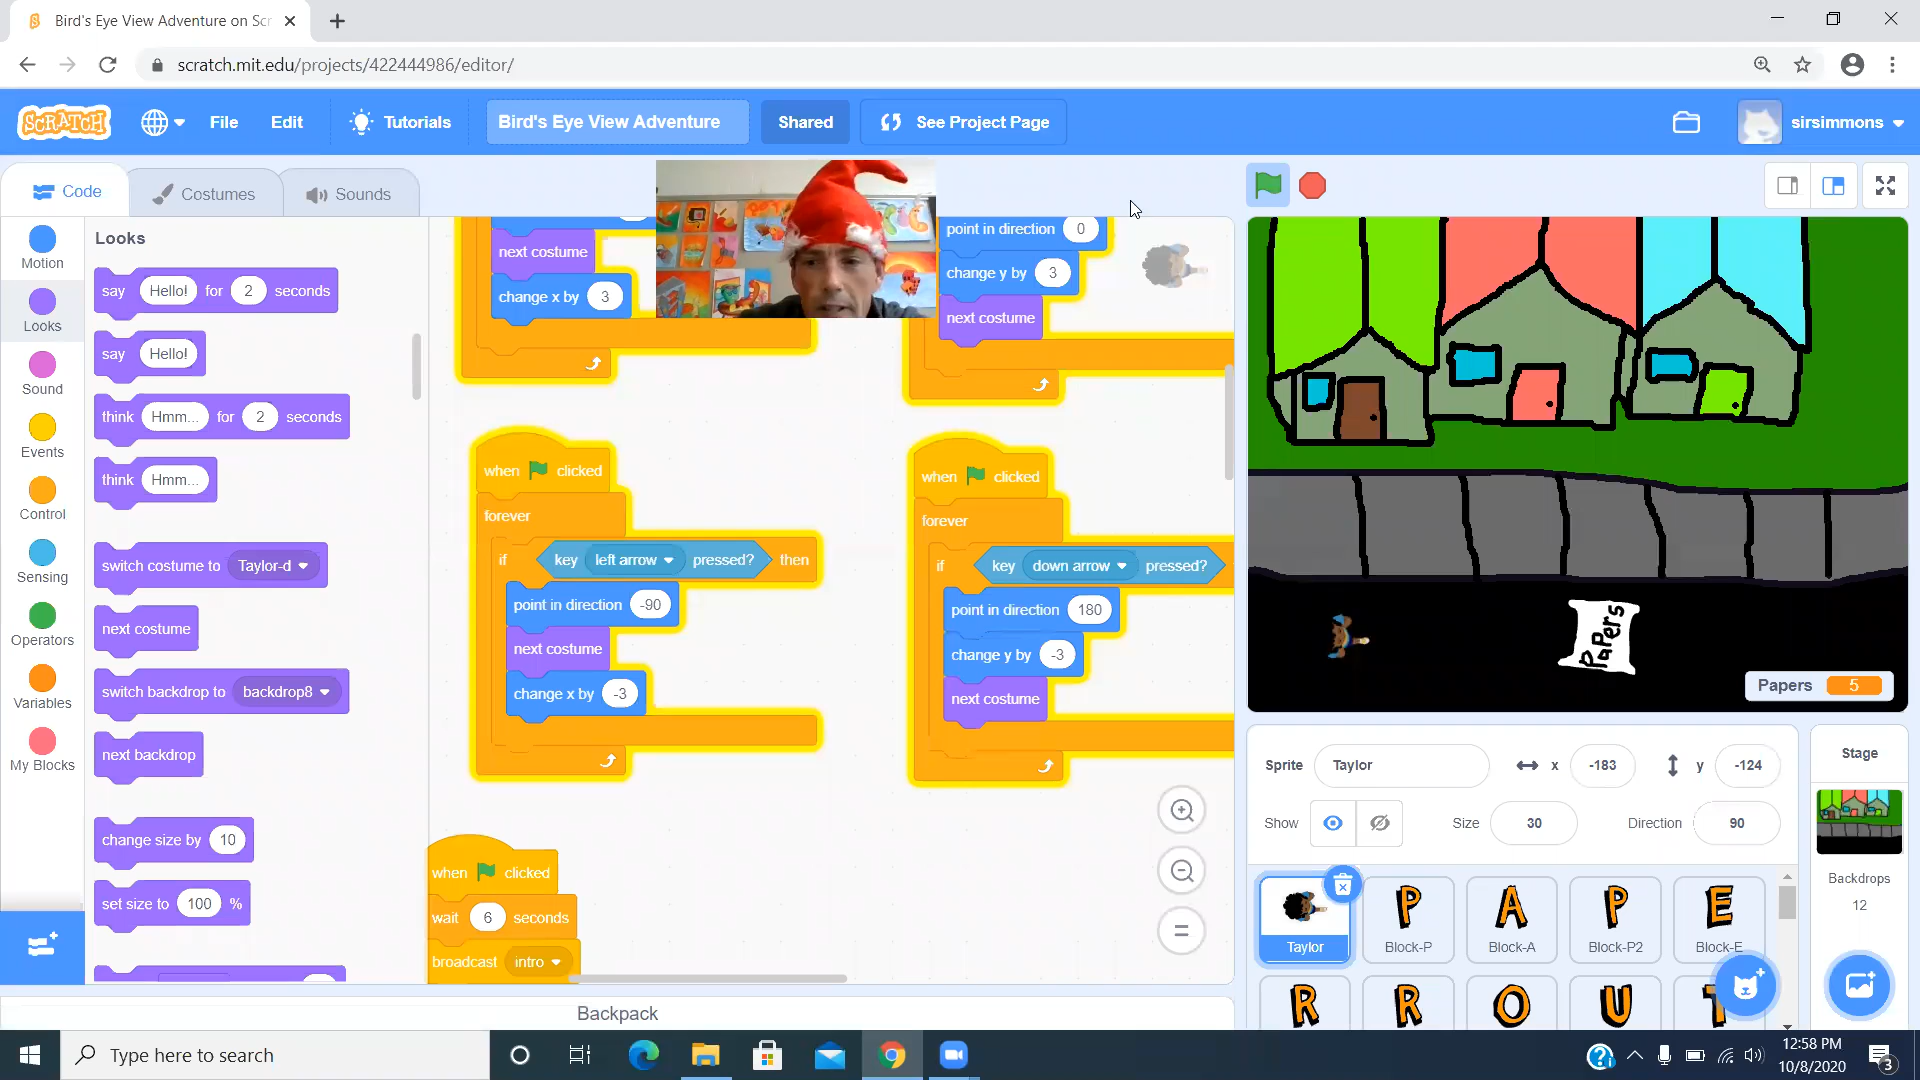 Bird's Eye View Adventure on Scr
scratch.mit.edu/projects/422444986/editor/
SCRATCH
File
Edit
Tutorials
Bird's Eye View Adventure
Shared
See Project Page
sirsimmons
Code
Costumes
Sounds
Motion
Looks
Sound
Events
Control
Sensing
Operators
Variables
My Blocks
Looks
say Hello! for 2 seconds
say Hello!
think Hmm... for 2 seconds
think Hmm...
switch costume to Taylor-d
next costume
switch backdrop to backdrop8
next backdrop
change size by 10
set size to 100 %
next costume
change x by 3
point in direction 0
change y by 3
next costume
when clicked
forever
if key left arrow pressed? then
point in direction -90
next costume
change x by -3
when clicked
forever
if key down arrow pressed?
point in direction 180
change y by -3
next costume
when clicked
wait 6 seconds
broadcast intro
Backpack
Papers
Papers 5
Sprite Taylor x -183 y -124
Show Size 30 Direction 90
Taylor
P
Block-P
A
Block-A
P
Block-P2
E
Block-E
R
R
O
U
T
Stage
Backdrops
12
Type here to search
12:58 PM
10/8/2020
3